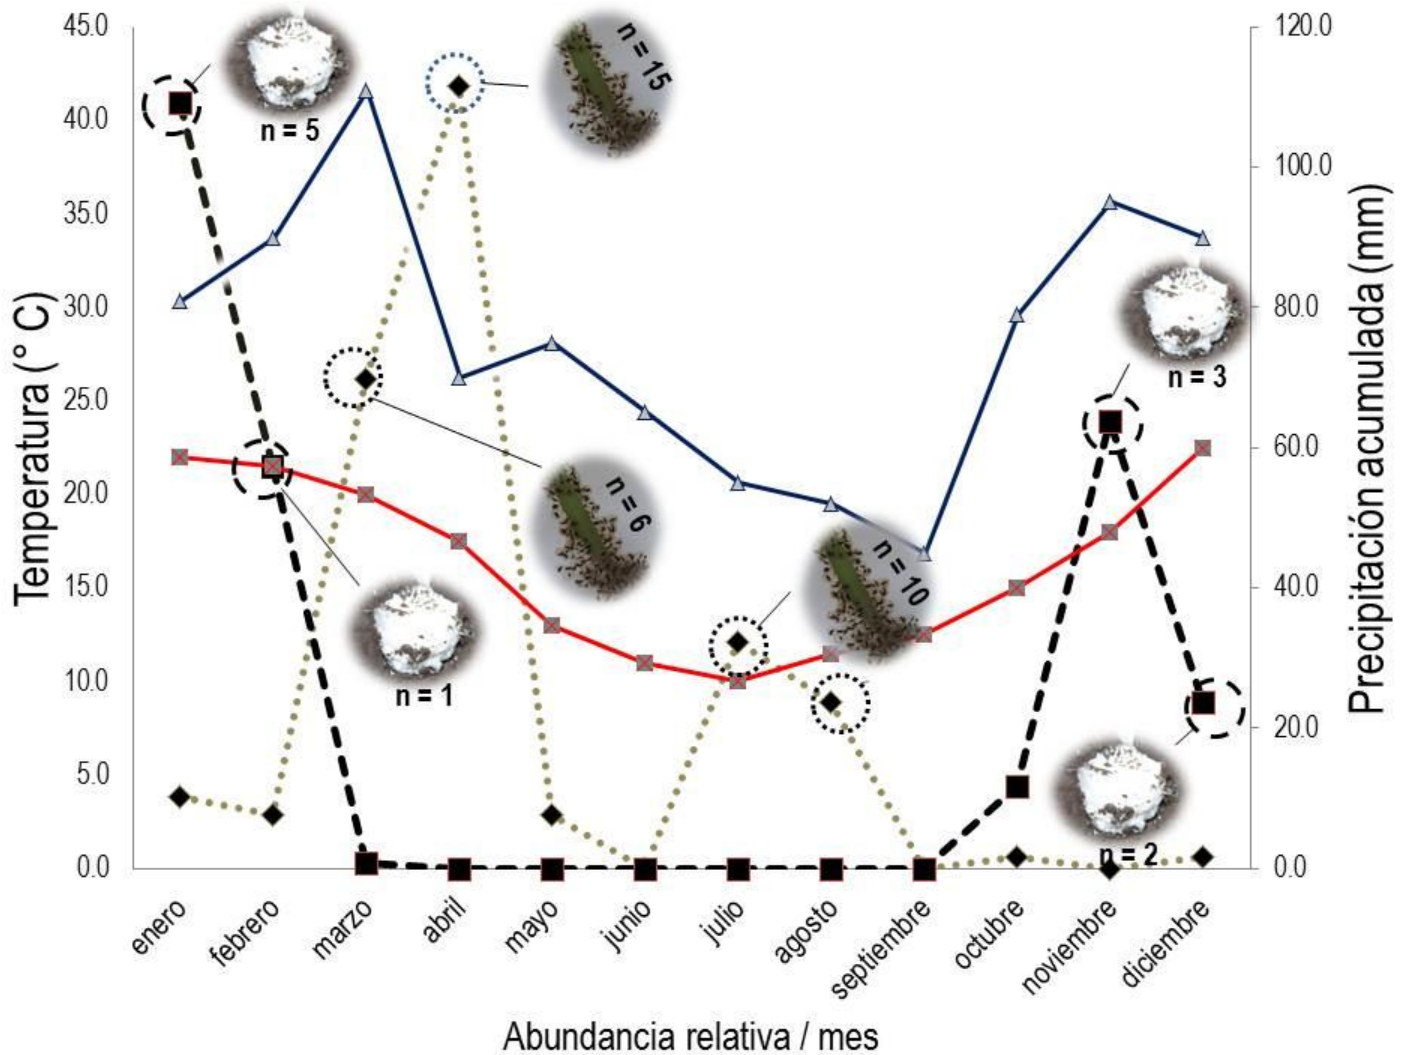 45.0
40.0
35.0
30.0
25.0
20.0
15.0
10.0
5.0
0.0
Temperatura (° C)
120.0
100.0
80.0
60.0
40.0
20.0
0.0
Precipitación acumulada (mm)
n = 5
n = 15
n = 3
n = 6
n = 10
n = 1
n = 2
enero
febrero
marzo
abril
mayo
junio
julio
agosto
septiembre
octubre
noviembre
diciembre
Abundancia relativa / mes